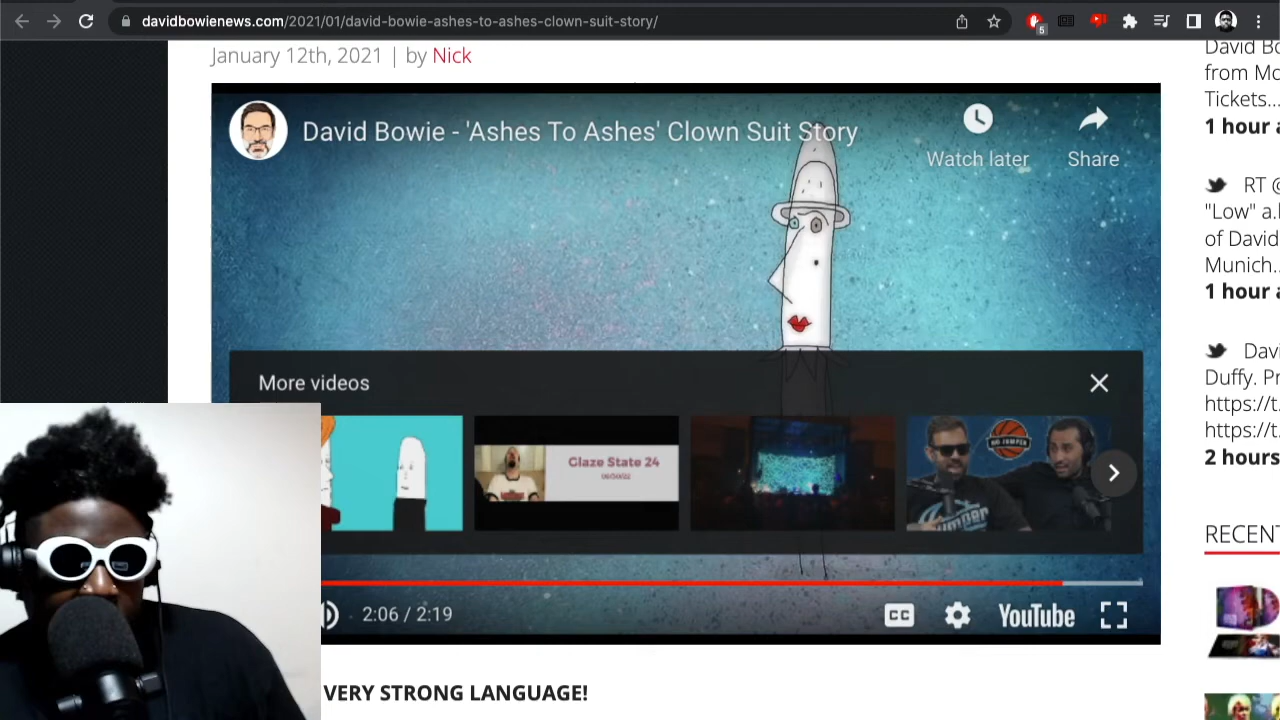 davidbowienews.com/2021/01/david-bowie-ashes-to-ashes-clown-suit-story/
5
January 12th, 2021 | by Nick
David Bowie - 'Ashes To Ashes' Clown Suit Story
Watch later
Share
More videos
Glaze State 24
2:06 / 2:19
CC
YouTube
VERY STRONG LANGUAGE!
David Bo
from Mo
Tickets...
1 hour a
RT @
"Low" a.
of David
Munich..
1 hour a
Davi
Duffy. Pr
https://t.
https://t.
2 hours
RECENT